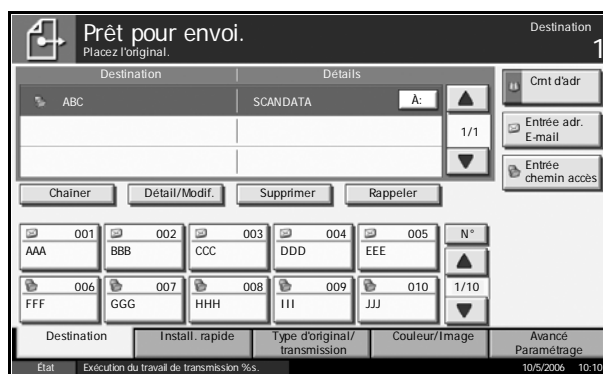 Prêt pour envoi.
Placez l'original.
Destination
1
Destination
Détails
ABC
SCANDATA
À:
1/1
Cmt d'adr
Entrée adr.
E-mail
Entrée
chemin accès
Chaîner
Détail/Modif.
Supprimer
Rappeler
001
AAA
002
BBB
003
CCC
004
DDD
005
EEE
N°
006
FFF
007
GGG
008
HHH
009
III
010
JJJ
1/10
Destination
Install. rapide
Type d'original/
transmission
Couleur/Image
Avancé
Paramétrage
État
Exécution du travail de transmission %s.
10/5/2006 10:10